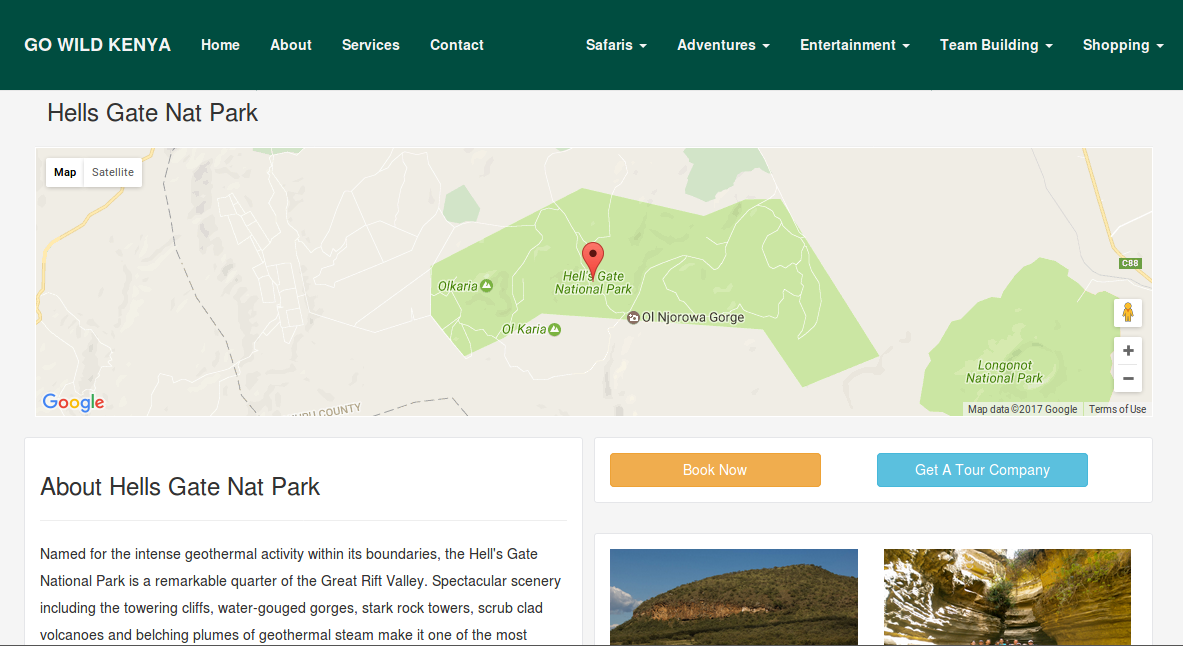 GO WILD KENYA Home About Services Contact Safaris Adventures Entertainment Team Building Shopping
Hells Gate Nat Park
Map Satellite
Olkaria
Hell's Gate
National Park
Ol Karia
Ol Njorowa Gorge
C88
Longonot
National Park
COUNTY
Google
Map data ©2017 Google Terms of Use
Book Now Get A Tour Company
About Hells Gate Nat Park
Named for the intense geothermal activity within its boundaries, the Hell's Gate
National Park is a remarkable quarter of the Great Rift Valley. Spectacular scenery
including the towering cliffs, water-gouged gorges, stark rock towers, scrub clad
volcanoes and belching plumes of geothermal steam make it one of the most